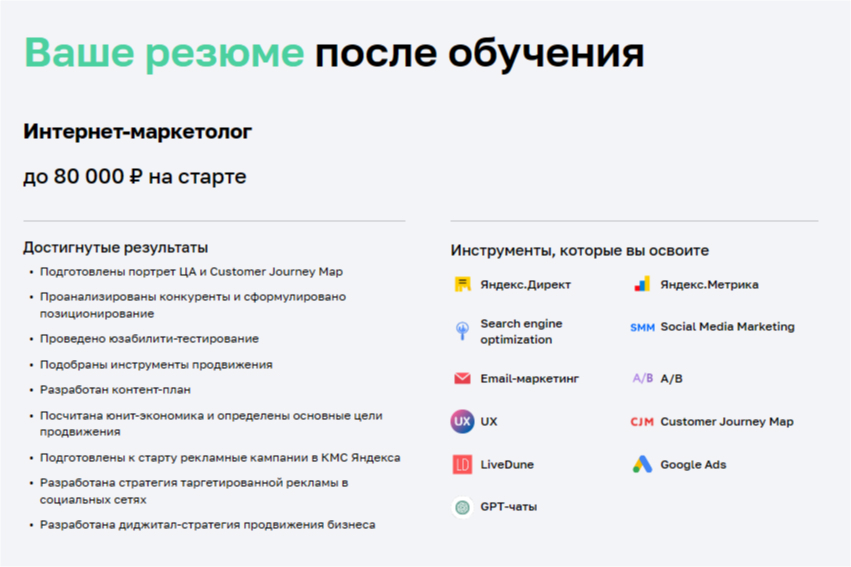 Ваше резюме после обучения
Интернет-маркетолог
до 80 000 ₽ на старте
Достигнутые результаты
• Подготовлены портрет ЦА и Customer Journey Map
• Проанализированы конкуренты и сформулировано
позиционирование
• Проведено юзабилити-тестирование
• Подобраны инструменты продвижения
• Разработан контент-план
• Посчитана юнит-экономика и определены основные цели
продвижения
• Подготовлены к старту рекламные кампании в КМС Яндекса
• Разработана стратегия таргетированной рекламы в
социальных сетях
• Разработана диджитал-стратегия продвижения бизнеса
Инструменты, которые вы освоите
Яндекс.Директ
Яндекс.Метрика
Search engine
optimization
SMM Social Media Marketing
Email-маркетинг
A/B A/B
UX UX
CJM Customer Journey Map
LD LiveDune
Google Ads
GPT-чаты